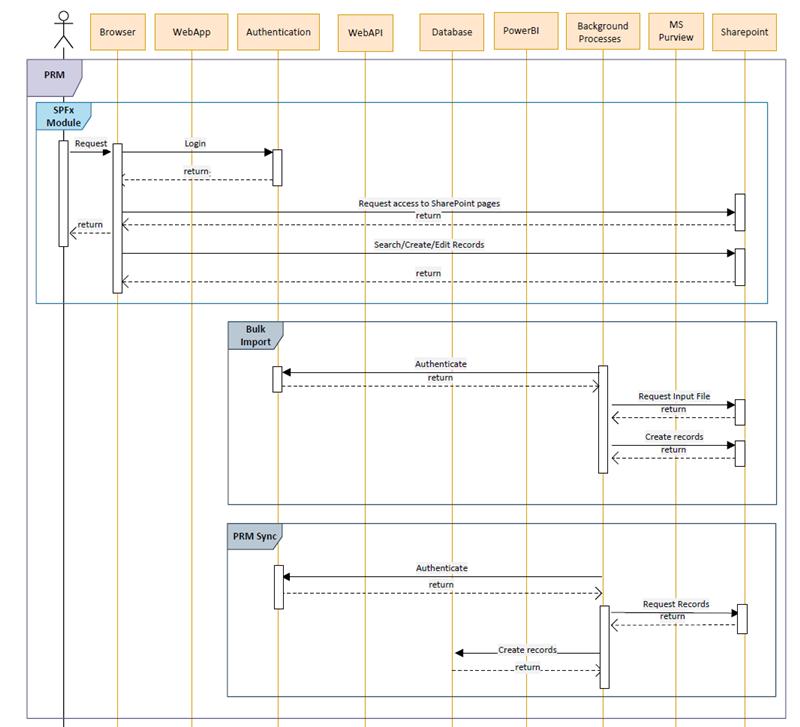 Browser
WebApp
Authentication
WebAPI
Database
PowerBI
Background
Processes
MS
Purview
Sharepoint
PRM
SPFx
Module
Request
Login
return
Request access to SharePoint pages
return
return
Search/Create/Edit Records
return
Bulk
Import
Authenticate
return
Request Input File
return
Create records
return
PRM Sync
Authenticate
return
Request Records
return
Create records
return